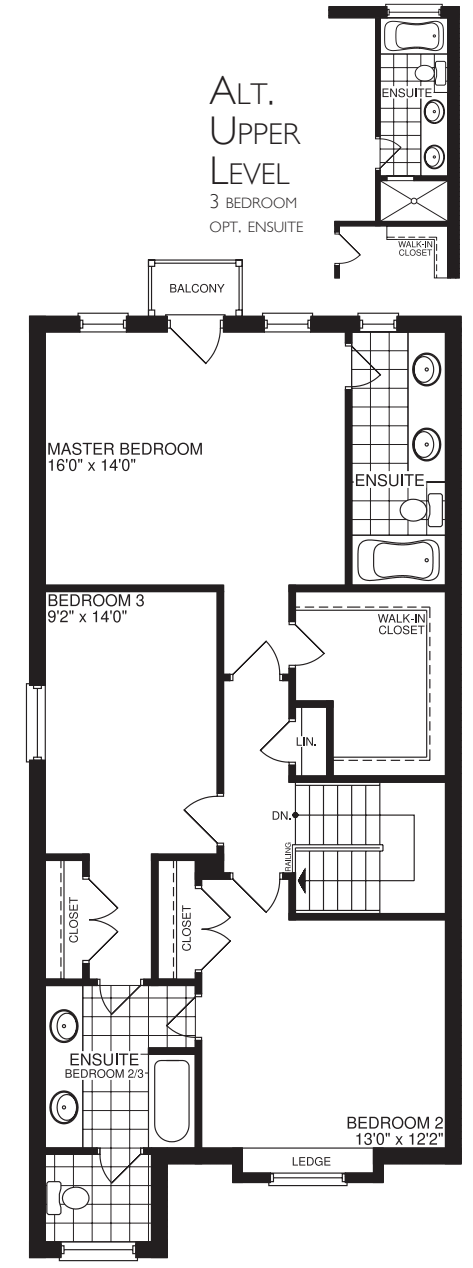 ALT.
UPPER
LEVEL
3 BEDROOM
OPT. ENSUITE
ENSUITE
WALK-IN
CLOSET
BALCONY
MASTER BEDROOM
16'0" x 14'0"
ENSUITE
BEDROOM 3
9'2" x 14'0"
WALK-IN
CLOSET
LIN.
DN.
RAILING
CLOSET
CLOSET
ENSUITE
BEDROOM 2/3
BEDROOM 2
13'0" x 12'2"
LEDGE